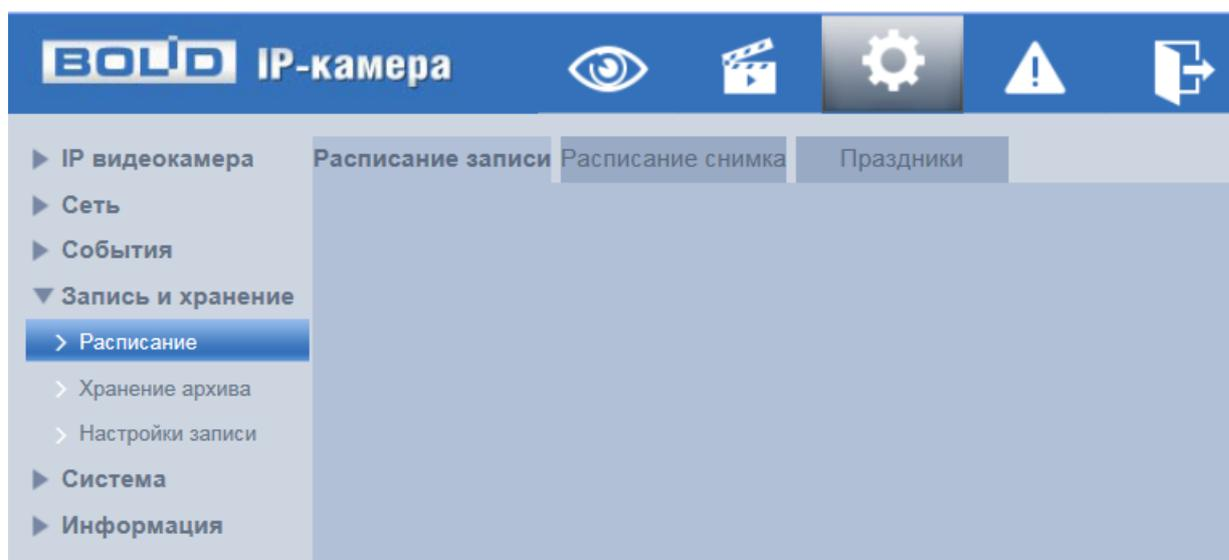 BOLID IP-камера
IP видеокамера
Сеть
События
Запись и хранение
Расписание
Хранение архива
Настройки записи
Система
Информация
Расписание записи Расписание снимка Праздники